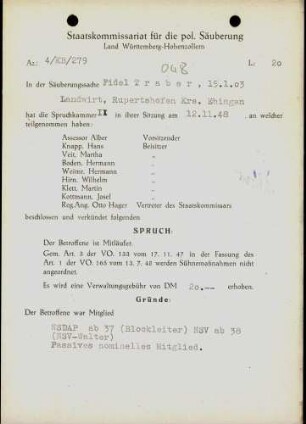 Staatskommissariat für die pol. Säuberung
Land Württemberg-Hohenzollern
Az: 4/KB/279 L: 20
048
In der Säuberungssache Fidel Traber, 15.1.03
Landwirt, Rupertshofen Krs. Ehingen
hat die Spruchkammer II in ihrer Sitzung am 12.11.48, an welcher
teilgenommen haben:
Assessor Alber Vorsitzender
Knapp, Hans Beisitzer
Veit, Martha "
Boden, Hermann "
Weine, Hermann "
Hirn, Wilhelm "
Klett, Martin "
Kottmann, Josef "
Reg.Ang. Otto Hager Vertreter des Staatskommissars
beschlossen und verkündet folgenden
SPRUCH:
Der Betroffene ist Mitläufer.
Gem. Art. 3 der VO. 133 vom 17. 11. 47 in der Fassung des
Art. 1 der VO. 165 vom 13. 7. 48 werden Sühnemaßnahmen nicht
angeordnet.
Es wird eine Verwaltungsgebühr von DM 20.-- erhoben.
Gründe:
Der Betroffene war Mitglied
NSDAP ab 37 (Blockleiter) NSV ab 38
(NSV-Walter)
Passives nominelles Mitglied.